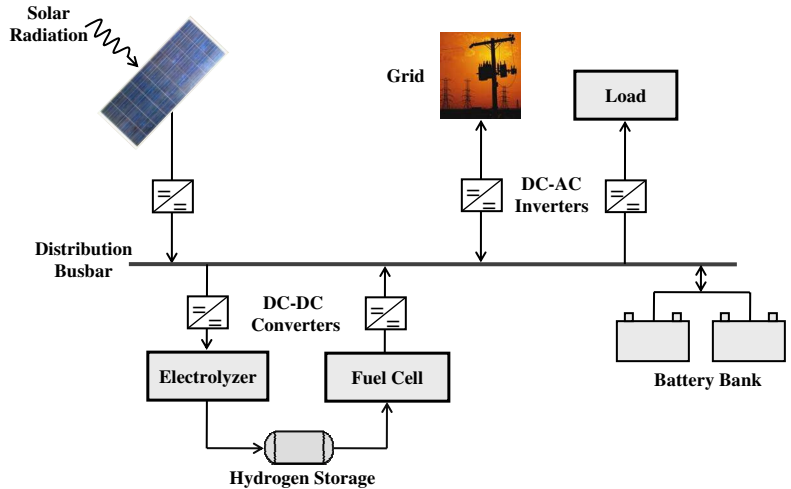 Solar
Radiation
Grid
Load
DC-AC
Inverters
Distribution
Busbar
DC-DC
Converters
Electrolyzer
Fuel Cell
Battery Bank
Hydrogen Storage